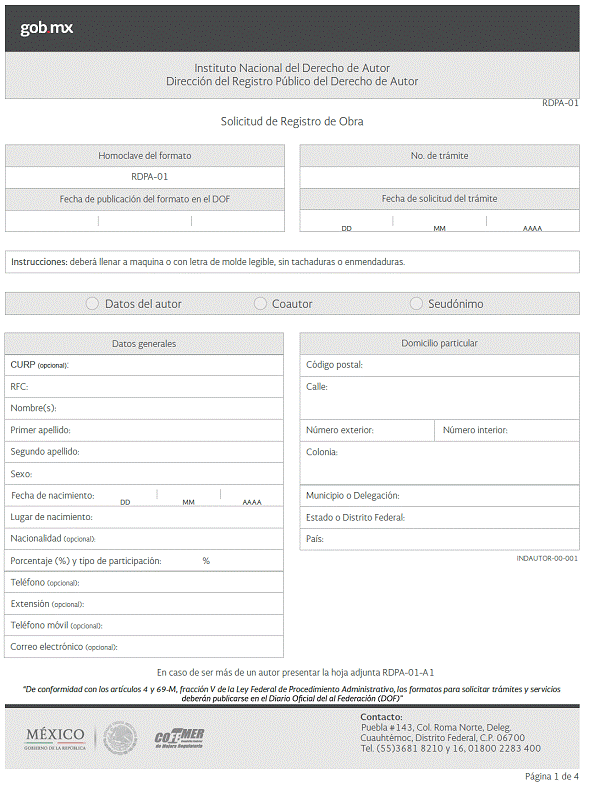 gob.mx
Instituto Nacional del Derecho de Autor
Dirección del Registro Público del Derecho de Autor
RDPA-01
Solicitud de Registro de Obra
Homoclave del formato
RDPA-01
Fecha de publicación del formato en el DOF
No. de trámite
Fecha de solicitud del trámite
DD MM AAAA
Instrucciones: deberá llenar a maquina o con letra de molde legible, sin tachaduras o enmendaduras.
Datos del autor Coautor Seudónimo
Datos generales
CURP (opcional):
RFC:
Nombre(s):
Primer apellido:
Segundo apellido:
Sexo:
Fecha de nacimiento: DD MM AAAA
Lugar de nacimiento:
Nacionalidad (opcional):
Porcentaje (%) y tipo de participación: %
Teléfono (opcional):
Extensión (opcional):
Teléfono móvil (opcional):
Correo electrónico (opcional):
Domicilio particular
Código postal:
Calle:
Número exterior: Número interior:
Colonia:
Municipio o Delegación:
Estado o Distrito Federal:
País:
INDAUTOR-00-001
En caso de ser más de un autor presentar la hoja adjunta RDPA-01-A1
"De conformidad con los artículos 4 y 69-M, fracción V de la Ley Federal de Procedimiento Administrativo, los formatos para solicitar trámites y servicios
deberán publicarse en el Diario Oficial del al Federación (DOF)"
MÉXICO
GOBIERNO DE LA REPÚBLICA
COFEMER
de Mejora Regulatoria
Contacto:
Puebla #143, Col. Roma Norte, Deleg.
Cuauhtémoc, Distrito Federal, C.P. 06700
Tel. (55)3681 8210 y 16, 01800 2283 400
Página 1 de 4